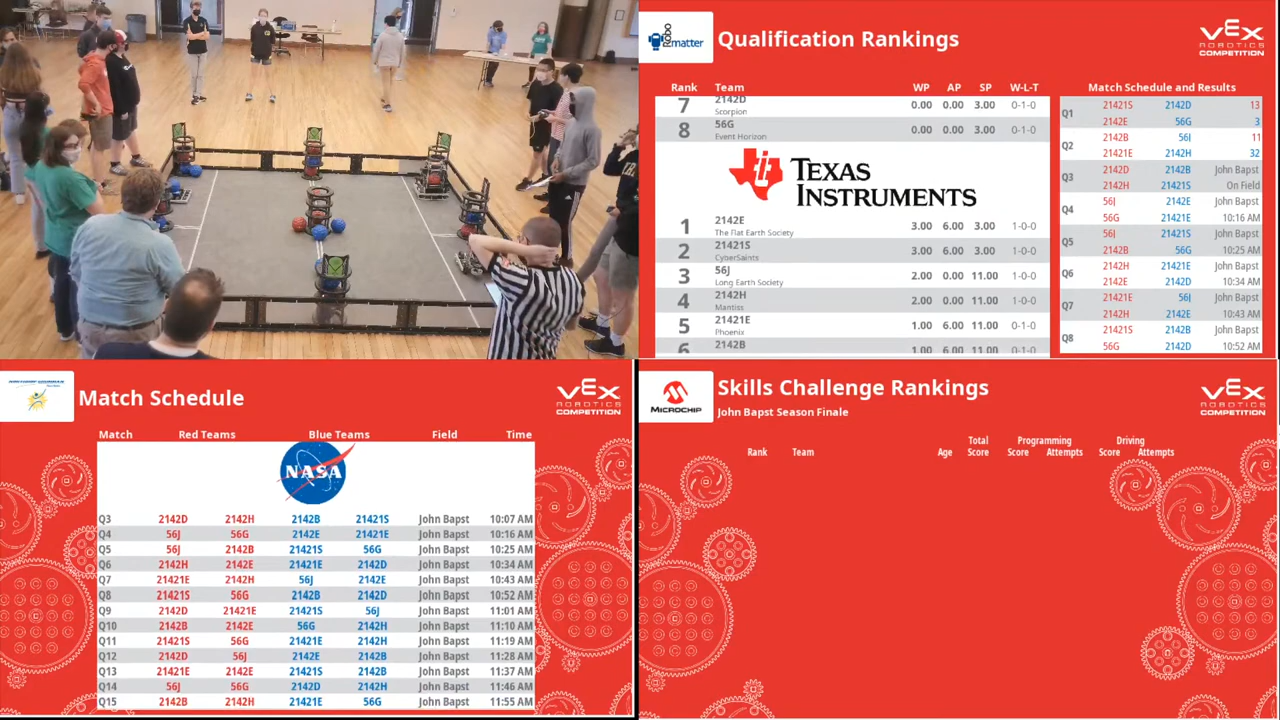 ROBO matter
Qualification Rankings
VEX
ROBOTICS
COMPETITION
Rank Team WP AP SP W-L-T
7 2142D 0.00 0.00 3.00 0-1-0
Scorpion
8 56G 0.00 0.00 3.00 0-1-0
Event Horizon
TEXAS
INSTRUMENTS
1 2142E 3.00 6.00 3.00 1-0-0
The Flat Earth Society
2 21421S 3.00 6.00 3.00 1-0-0
CyberSaints
3 56J 2.00 0.00 11.00 1-0-0
Long Earth Society
4 2142H 2.00 0.00 11.00 1-0-0
Mantiss
5 21421E 1.00 6.00 11.00 0-1-0
Phoenix
6 2142B 1.00 6.00 11.00 0-1-0
Match Schedule and Results
Q1 21421S 2142D 13
2142E 56G 3
Q2 2142B 56J 11
21421E 2142H 32
Q3 2142D 2142B John Bapst
2142H 21421S On Field
Q4 56J 2142E John Bapst
56G 21421E 10:16 AM
Q5 56J 21421S John Bapst
2142B 56G 10:25 AM
Q6 2142H 21421E John Bapst
2142E 2142D 10:34 AM
Q7 21421E 56J John Bapst
2142H 2142E 10:43 AM
Q8 21421S 2142B John Bapst
56G 2142D 10:52 AM
Match Schedule
VEX
ROBOTICS
COMPETITION
Match Red Teams Blue Teams Field Time
NASA
Q3 2142D 2142H 2142B 21421S John Bapst 10:07 AM
Q4 56J 56G 2142E 21421E John Bapst 10:16 AM
Q5 56J 2142B 21421S 56G John Bapst 10:25 AM
Q6 2142H 2142E 21421E 2142D John Bapst 10:34 AM
Q7 21421E 2142H 56J 2142E John Bapst 10:43 AM
Q8 21421S 56G 2142B 2142D John Bapst 10:52 AM
Q9 2142D 21421E 21421S 56J John Bapst 11:01 AM
Q10 2142B 2142E 56G 2142H John Bapst 11:10 AM
Q11 21421S 56G 21421E 2142H John Bapst 11:19 AM
Q12 2142D 56J 2142E 2142B John Bapst 11:28 AM
Q13 21421E 2142E 21421S 2142B John Bapst 11:37 AM
Q14 56J 56G 2142D 2142H John Bapst 11:46 AM
Q15 2142B 2142H 21421E 56G John Bapst 11:55 AM
MICROCHIP
Skills Challenge Rankings
John Bapst Season Finale
VEX
ROBOTICS
COMPETITION
Total Programming Driving
Rank Team Age Score Score Attempts Score Attempts